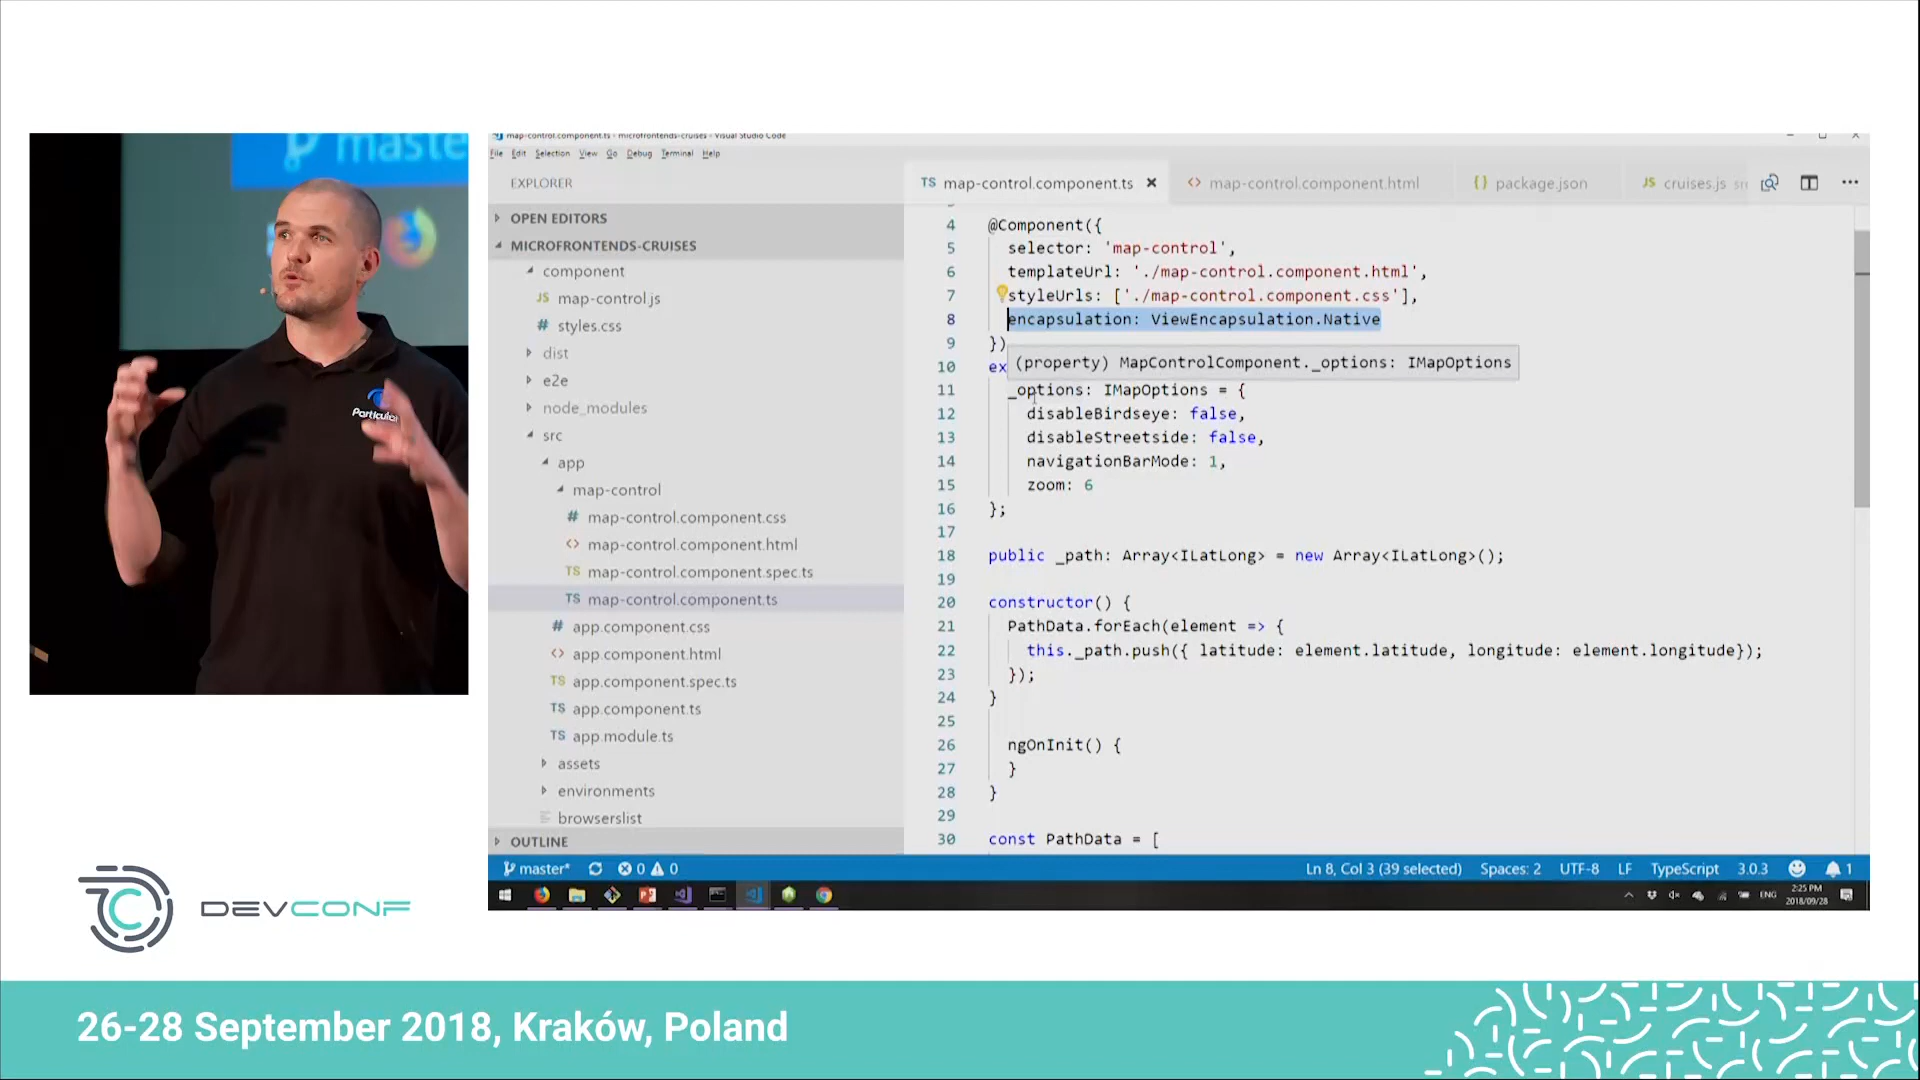 maste
Particular
map-control.component.ts - microfrontends-cruises - Visual Studio Code
File Edit Selection View Go Debug Terminal Help
EXPLORER
OPEN EDITORS
MICROFRONTENDS-CRUISES
component
JS map-control.js
# styles.css
dist
e2e
node_modules
src
app
map-control
# map-control.component.css
<> map-control.component.html
TS map-control.component.spec.ts
TS map-control.component.ts
# app.component.css
<> app.component.html
TS app.component.spec.ts
TS app.component.ts
TS app.module.ts
assets
environments
browserslist
OUTLINE
TS map-control.component.ts <> map-control.component.html {} package.json JS cruises.js
4 @Component({
5 selector: 'map-control',
6 templateUrl: './map-control.component.html',
7 styleUrls: ['./map-control.component.css'],
8 encapsulation: ViewEncapsulation.Native
9 })
(property) MapControlComponent._options: IMapOptions
10 ex
11 _options: IMapOptions = {
12 disableBirdseye: false,
13 disableStreetside: false,
14 navigationBarMode: 1,
15 zoom: 6
16 };
17
18 public _path: Array<ILatLong> = new Array<ILatLong>();
19
20 constructor() {
21 PathData.forEach(element => {
22 this._path.push({ latitude: element.latitude, longitude: element.longitude});
23 });
24 }
25
26 ngOnInit() {
27 }
28 }
29
30 const PathData = [
master* 0 0 Ln 8, Col 3 (39 selected) Spaces: 2 UTF-8 LF TypeScript 3.0.3 1
ENG 2:25 PM
2018/09/28
DEVCONF
26-28 September 2018, Kraków, Poland